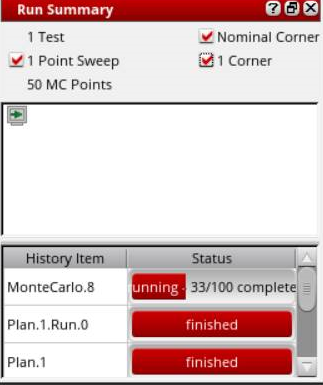 Run Summary
1 Test
Nominal Corner
1 Point Sweep
1 Corner
50 MC Points
History Item Status
MonteCarlo.8 unning - 33/100 complete
Plan.1.Run.0 finished
Plan.1 finished